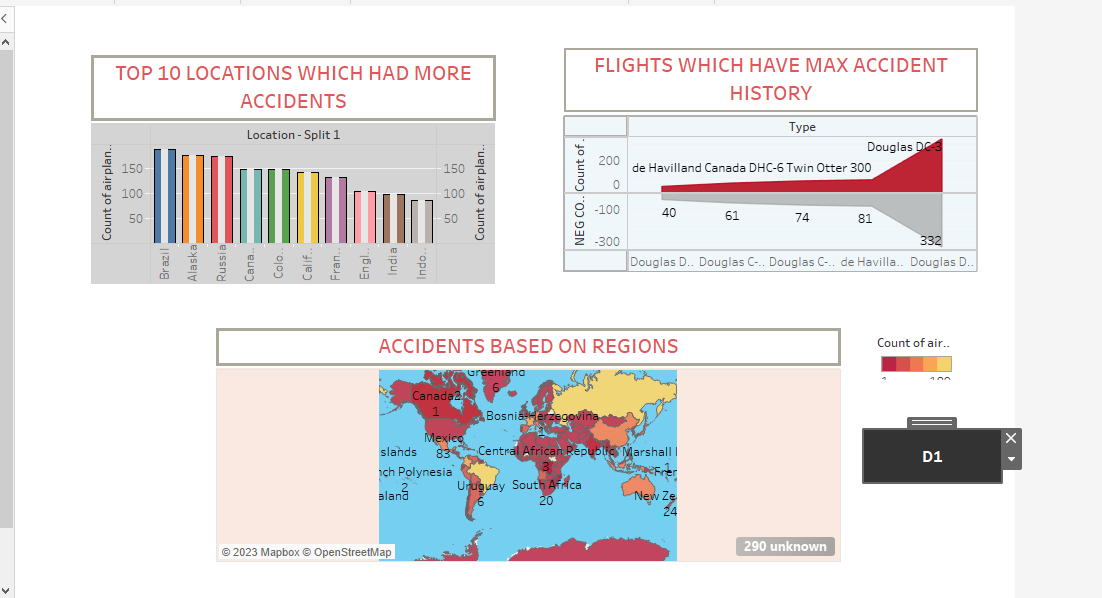 TOP 10 LOCATIONS WHICH HAD MORE
ACCIDENTS
Location - Split 1
Count of airplan..
150
100
50
150
100
50
Count of airplan..
Brazil
Alaska
Russia
Cana..
Colo..
Calif..
Fran..
Engl..
India
Indo..
FLIGHTS WHICH HAVE MAX ACCIDENT
HISTORY
Type
Count of .
200
0
Douglas DC-3
de Havilland Canada DHC-6 Twin Otter 300
NEG CO..
-100
-300
40
61
74
81
332
Douglas D..
Douglas C-..
Douglas C-..
de Havilla..
Douglas D..
ACCIDENTS BASED ON REGIONS
Greenland
6
Canada2
1
Bosnia-Herzegovina
Mexico
83
slands
Central African Republic
3
Marshall I
1
nch Polynesia
2
Fren
Uruguay
6
South Africa
20
aland
New Ze
24
© 2023 Mapbox © OpenStreetMap
290 unknown
Count of air..
D1